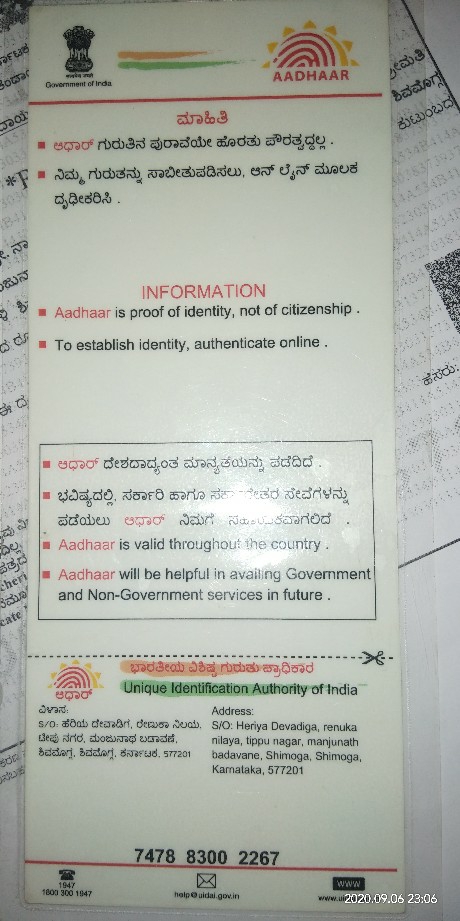 भारत सरकार
Government of India
AADHAAR
ಮಾಹಿತಿ
ಆಧಾರ್ ಗುರುತಿನ ಪುರಾವೆಯೇ ಹೊರತು ಪೌರತ್ವದ್ದಲ್ಲ .
ನಿಮ್ಮ ಗುರುತನ್ನು ಸಾಬೀತುಪಡಿಸಲು, ಆನ್ ಲೈನ್ ಮೂಲಕ
ದೃಢೀಕರಿಸಿ .
INFORMATION
Aadhaar is proof of identity, not of citizenship .
To establish identity, authenticate online .
ಆಧಾರ್ ದೇಶದಾದ್ಯಂತ ಮಾನ್ಯತೆಯನ್ನು ಪಡೆದಿದೆ .
ಭವಿಷ್ಯದಲ್ಲಿ, ಸರ್ಕಾರಿ ಹಾಗೂ ಸೇವೆಗಳನ್ನು
ಪಡೆಯಲು ಆಧಾರ್ ನಿಮಗೆ .
Aadhaar is valid throughout the country .
Aadhaar will be helpful in availing Government
and Non-Government services in future .
ಭಾರತೀಯ ವಿಶಿಷ್ಟ ಗುರುತು ಪ್ರಾಧಿಕಾರ
ಆಧಾರ್
Unique Identification Authority of India
ವಿಳಾಸ:
S/O: ಹೆರಿಯ ದೇವಾಡಿಗ, ರೇಣುಕಾ ನಿಲಯ,
ಟಿಪು ನಗರ, ಮಂಜುನಾಥ ಬಡಾವಣೆ,
ಶಿವಮೊಗ್ಗ, ಶಿವಮೊಗ್ಗ, ಕರ್ನಾಟಕ, 577201
Address:
S/O: Heriya Devadiga, renuka
nilaya, tippu nagar, manjunath
badavane, Shimoga, Shimoga,
Karnataka, 577201
7478 8300 2267
1947
1800 300 1947
help@uidai.gov.in
WWW
2020.09.06 23:06